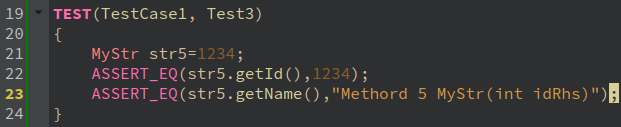 19 TEST(TestCase1, Test3)
20 {
21     MyStr str5=1234;
22     ASSERT_EQ(str5.getId(),1234);
23     ASSERT_EQ(str5.getName(),"Methord 5 MyStr(int idRhs)");
24 }